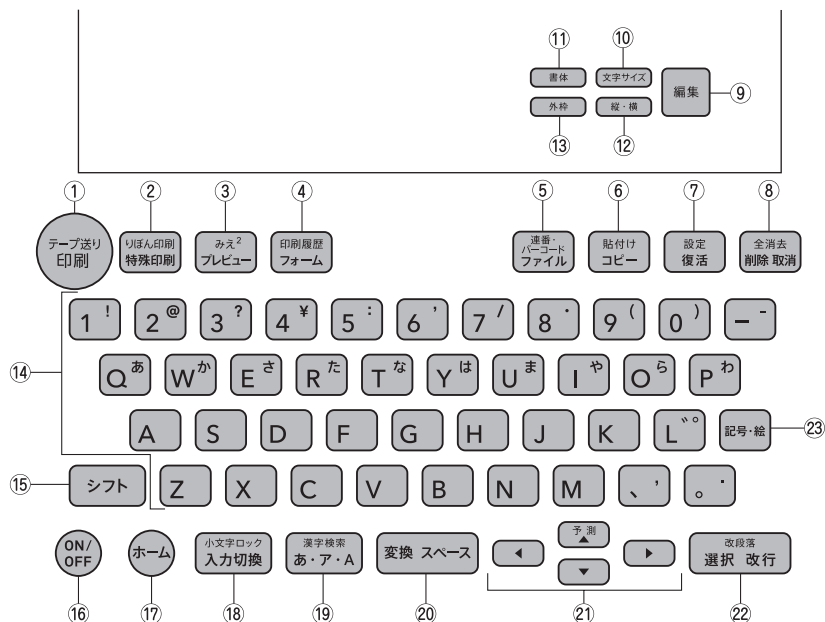 ⑪ ⑩
書体 文字サイズ 編集 ⑨
外枠 縦・横
⑬ ⑫
① ② ③ ④ ⑤ ⑥ ⑦ ⑧
テープ送り
印刷
りぼん印刷
特殊印刷
みえ²
プレビュー
印刷履歴
フォーム
連番・
バーコード
ファイル
貼付け
コピー
設定
復活
全消去
削除 取消
1 ! 2 @ 3 ? 4 ¥ 5 : 6 ' 7 / 8 ・ 9 ( 0 ) − -
⑭ Q あ W か E さ R た T な Y は U ま I や O ら P わ
A S D F G H J K L ゛゜ 記号・絵 ㉓
⑮ シフト Z X C V B N M 、 ' 。 ・
ON/
OFF
ホーム
小文字ロック
入力切換
漢字検索
あ・ア・A
変換 スペース
◀ 予測 ▲ ▼ ▶
改段落
選択 改行
⑯ ⑰ ⑱ ⑲ ⑳ ㉑ ㉒